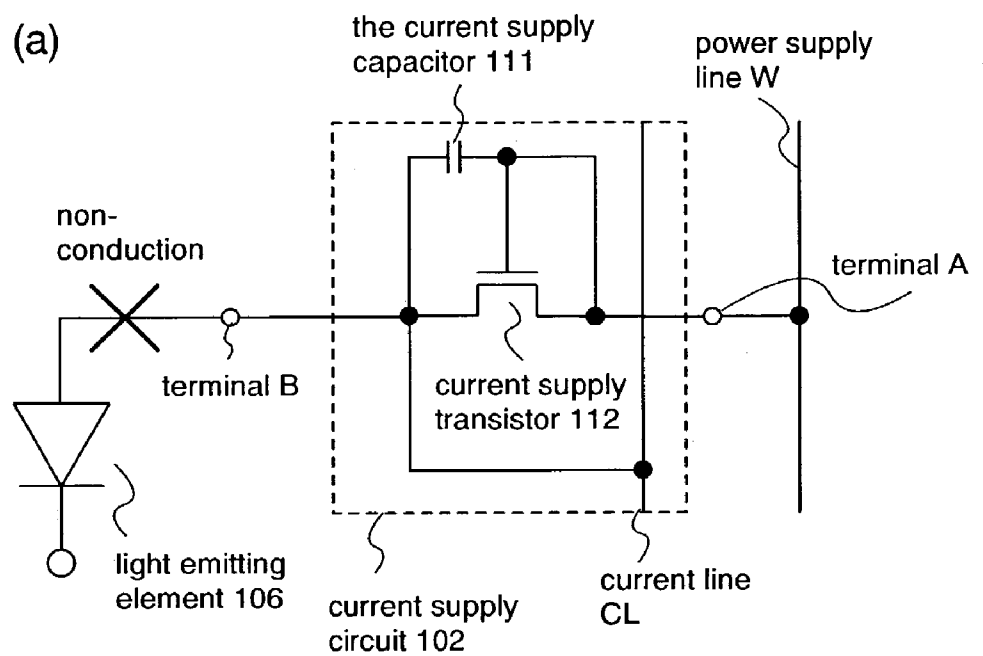 (a)
the current supply
capacitor 111
power supply
line W
non-
conduction
terminal A
terminal B
current supply
transistor 112
light emitting
element 106
current supply
circuit 102
current line
CL